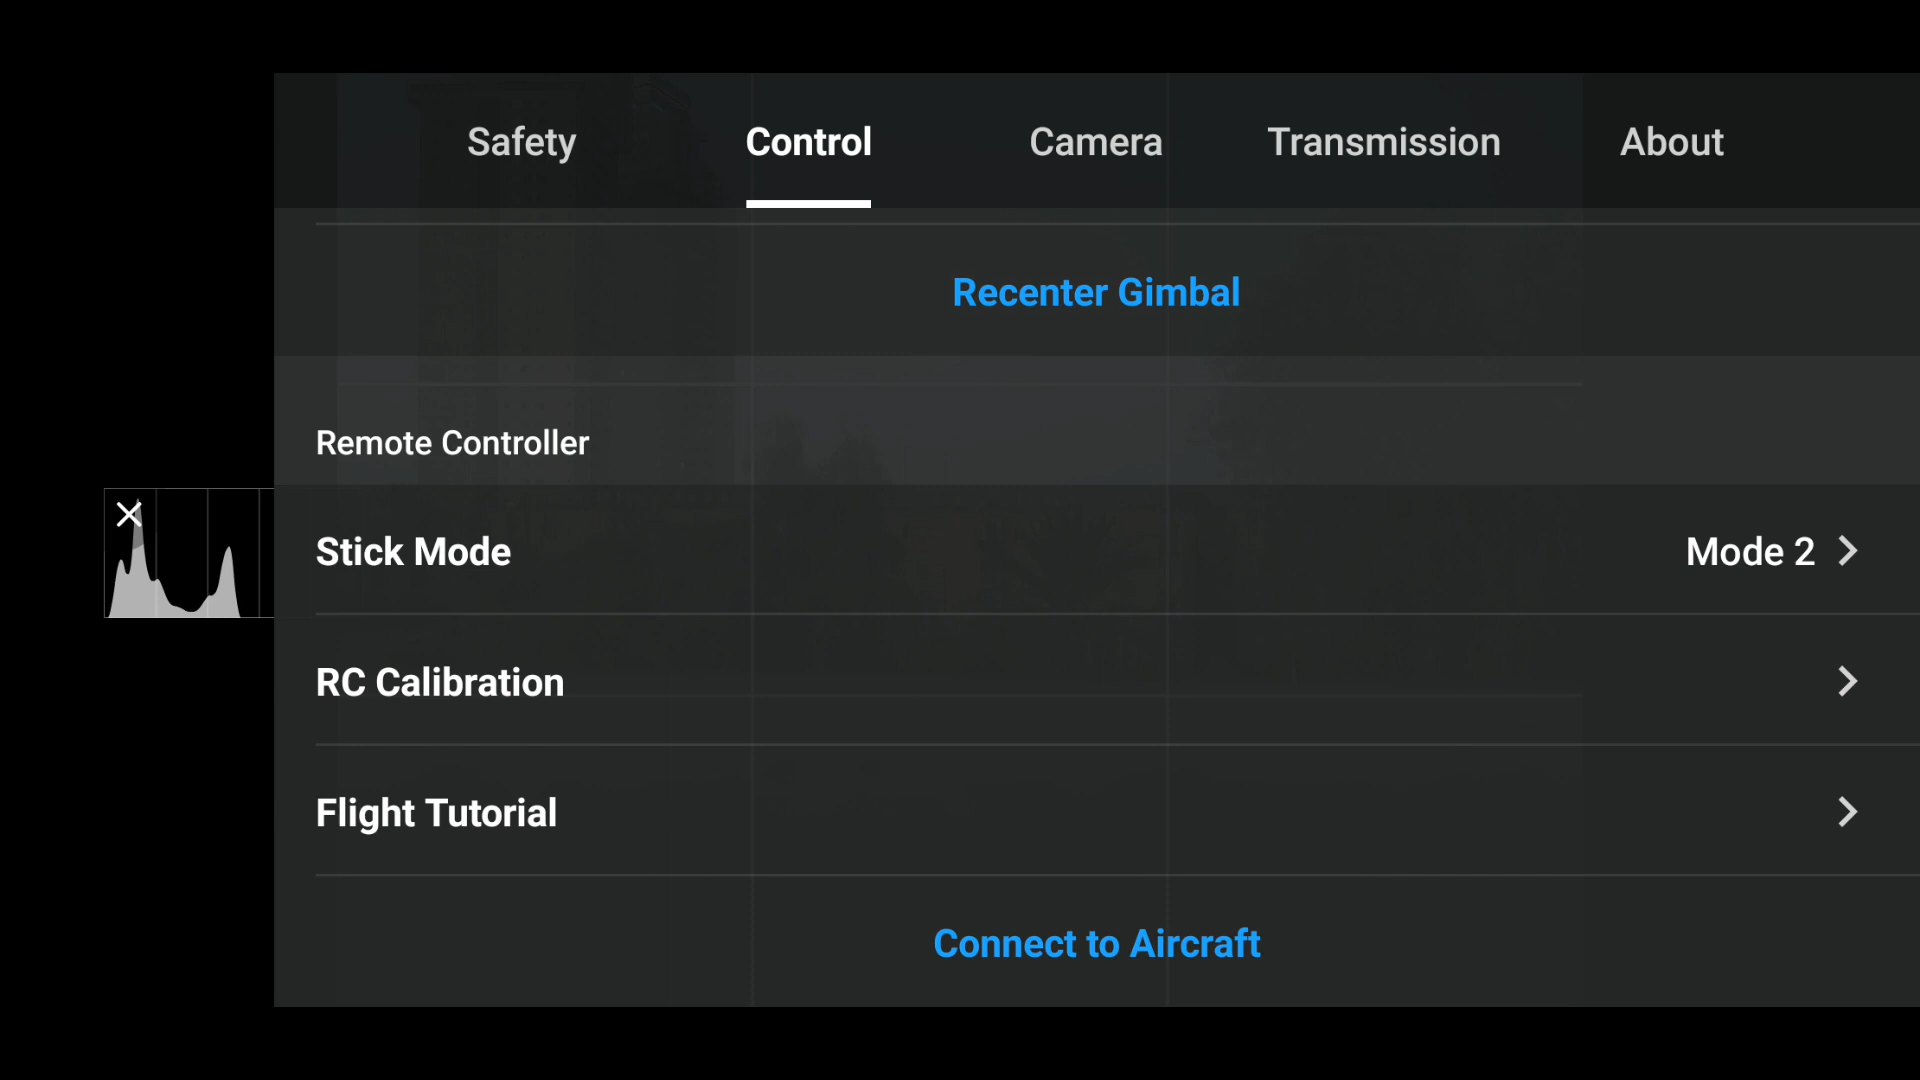 Safety Control Camera Transmission About
Recenter Gimbal
Remote Controller
Stick Mode Mode 2
RC Calibration
Flight Tutorial
Connect to Aircraft